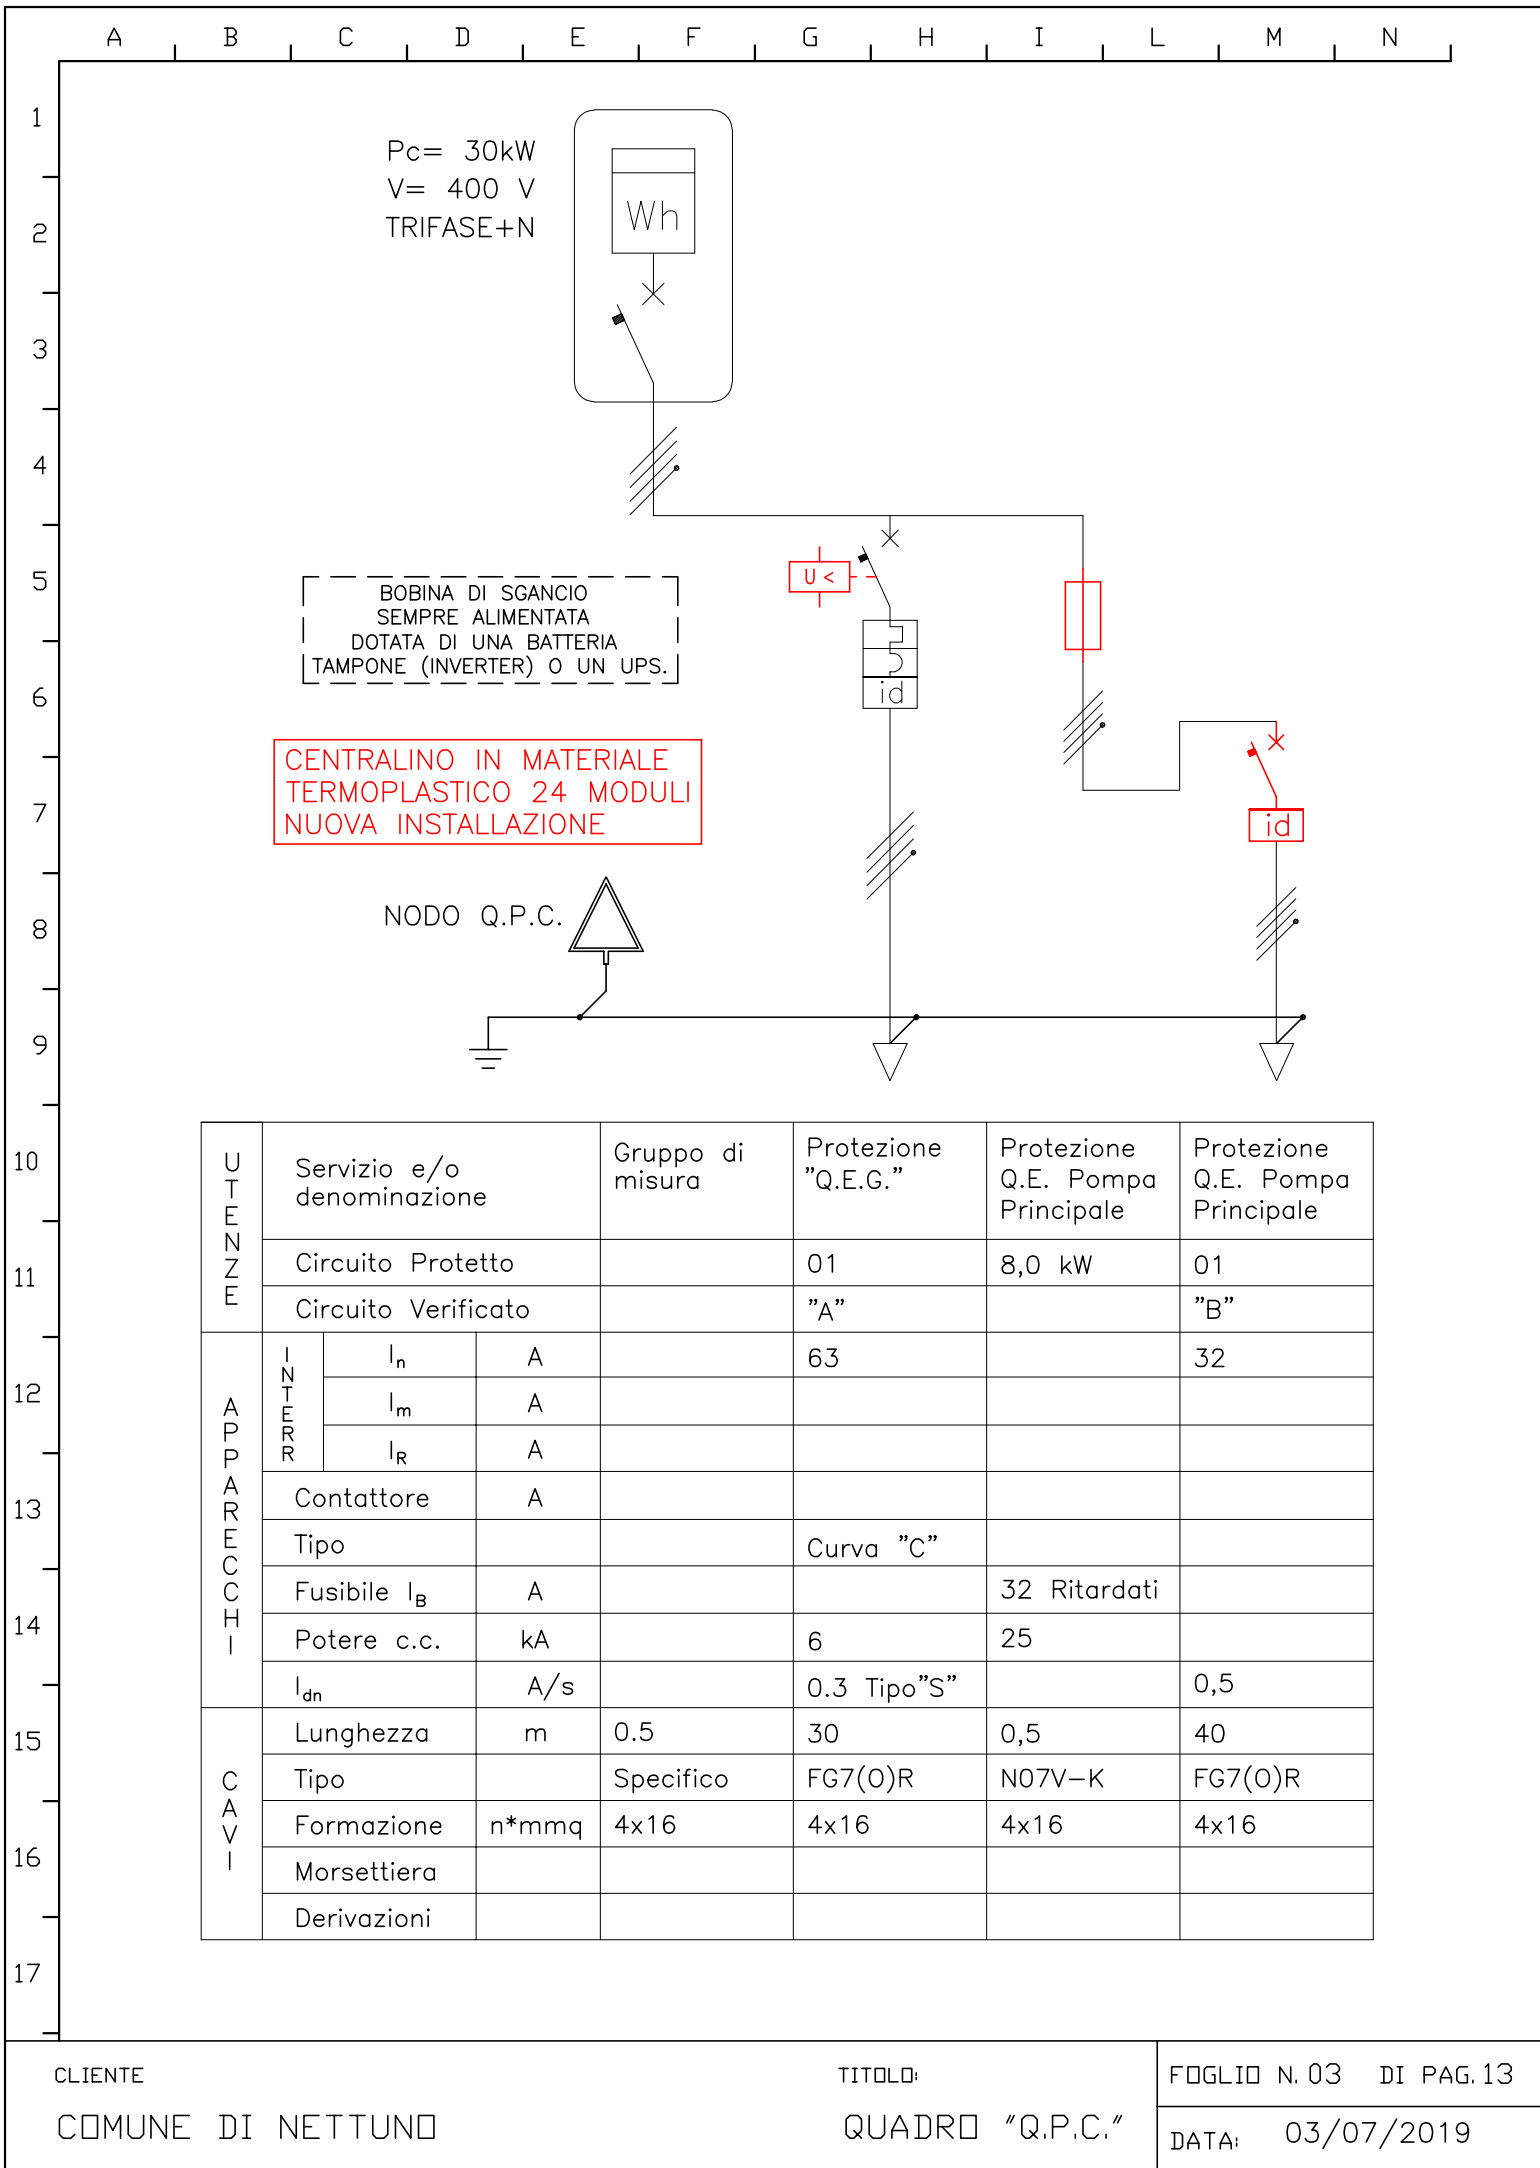 A B C D E F G H I L M N
1
2
3
4
5
6
7
8
9
10
11
12
13
14
15
16
17
Pc= 30kW
V= 400 V
TRIFASE+N
Wh
BOBINA DI SGANCIO
SEMPRE ALIMENTATA
DOTATA DI UNA BATTERIA
TAMPONE (INVERTER) O UN UPS.
U<
id
id
CENTRALINO IN MATERIALE
TERMOPLASTICO 24 MODULI
NUOVA INSTALLAZIONE
NODO Q.P.C.
UTENZE
Servizio e/o
denominazione
Gruppo di
misura
Protezione
"Q.E.G."
Protezione
Q.E. Pompa
Principale
Protezione
Q.E. Pompa
Principale
Circuito Protetto 01 8,0 kW 01
Circuito Verificato "A" "B"
APPARECCHI
INTERR
In A 63 32
Im A
IR A
Contattore A
Tipo Curva "C"
Fusibile IB A 32 Ritardati
Potere c.c. kA 6 25
Idn A/s 0.3 Tipo"S" 0,5
CAVI
Lunghezza m 0.5 30 0,5 40
Tipo Specifico FG7(O)R N07V-K FG7(O)R
Formazione n*mmq 4x16 4x16 4x16 4x16
Morsettiera
Derivazioni
CLIENTE
COMUNE DI NETTUNO
TITOLO:
QUADRO "Q.P.C."
FOGLIO N. 03 DI PAG. 13
DATA: 03/07/2019